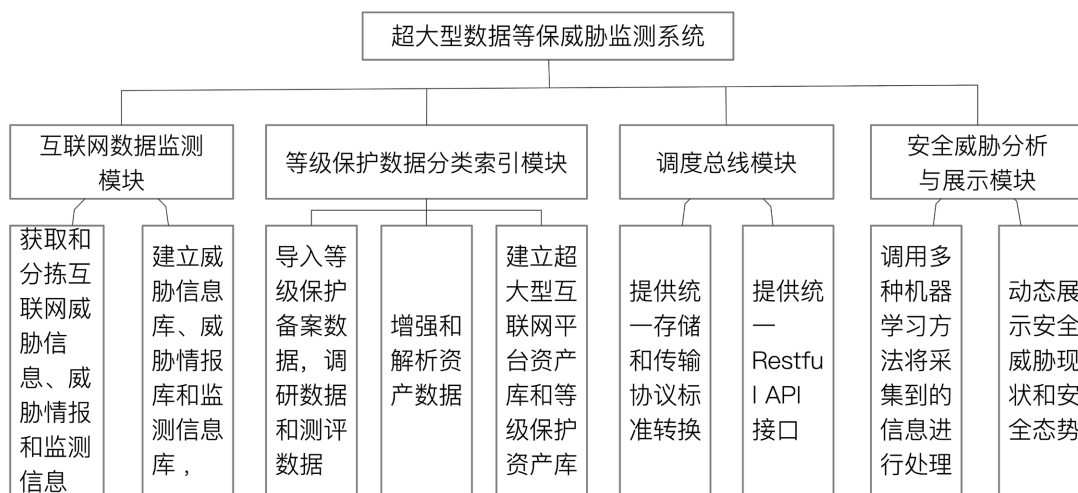 超大型数据等保威胁监测系统
互联网数据监测
模块
等级保护数据分类索引模块
调度总线模块
安全威胁分析
与展示模块
获取和
分拣互
联网威
胁信
息、威
胁情报
和监测
信息
建立威
胁信息
库、威
胁情报
库和监
测信息
库，
导入等
级保护
备案数
据，调
研数据
和测评
数据
增强和
解析资
产数据
建立超
大型互
联网平
台资产
库和等
级保护
资产库
提供统
一存储
和传输
协议标
准转换
提供统
一
Restfu
l API
接口
调用多
种机器
学习方
法将采
集到的
信息进
行处理
动态展
示安全
威胁现
状和安
全态势